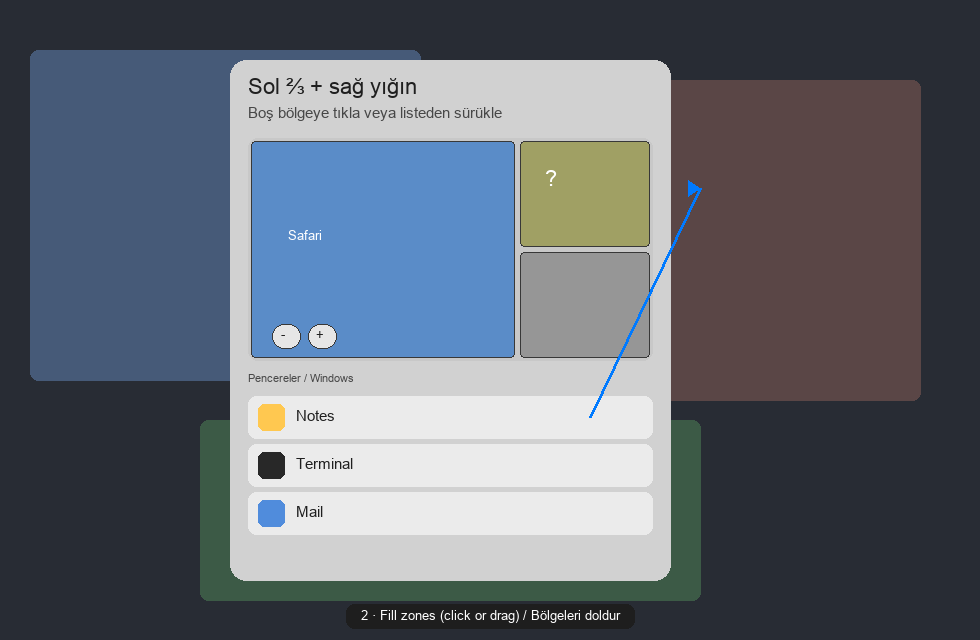 Sol ⅔ + sağ yığın
Boş bölgeye tıkla veya listeden sürükle
?
Safari
- +
Pencereler / Windows
Notes
Terminal
Mail
2 · Fill zones (click or drag) / Bölgeleri doldur